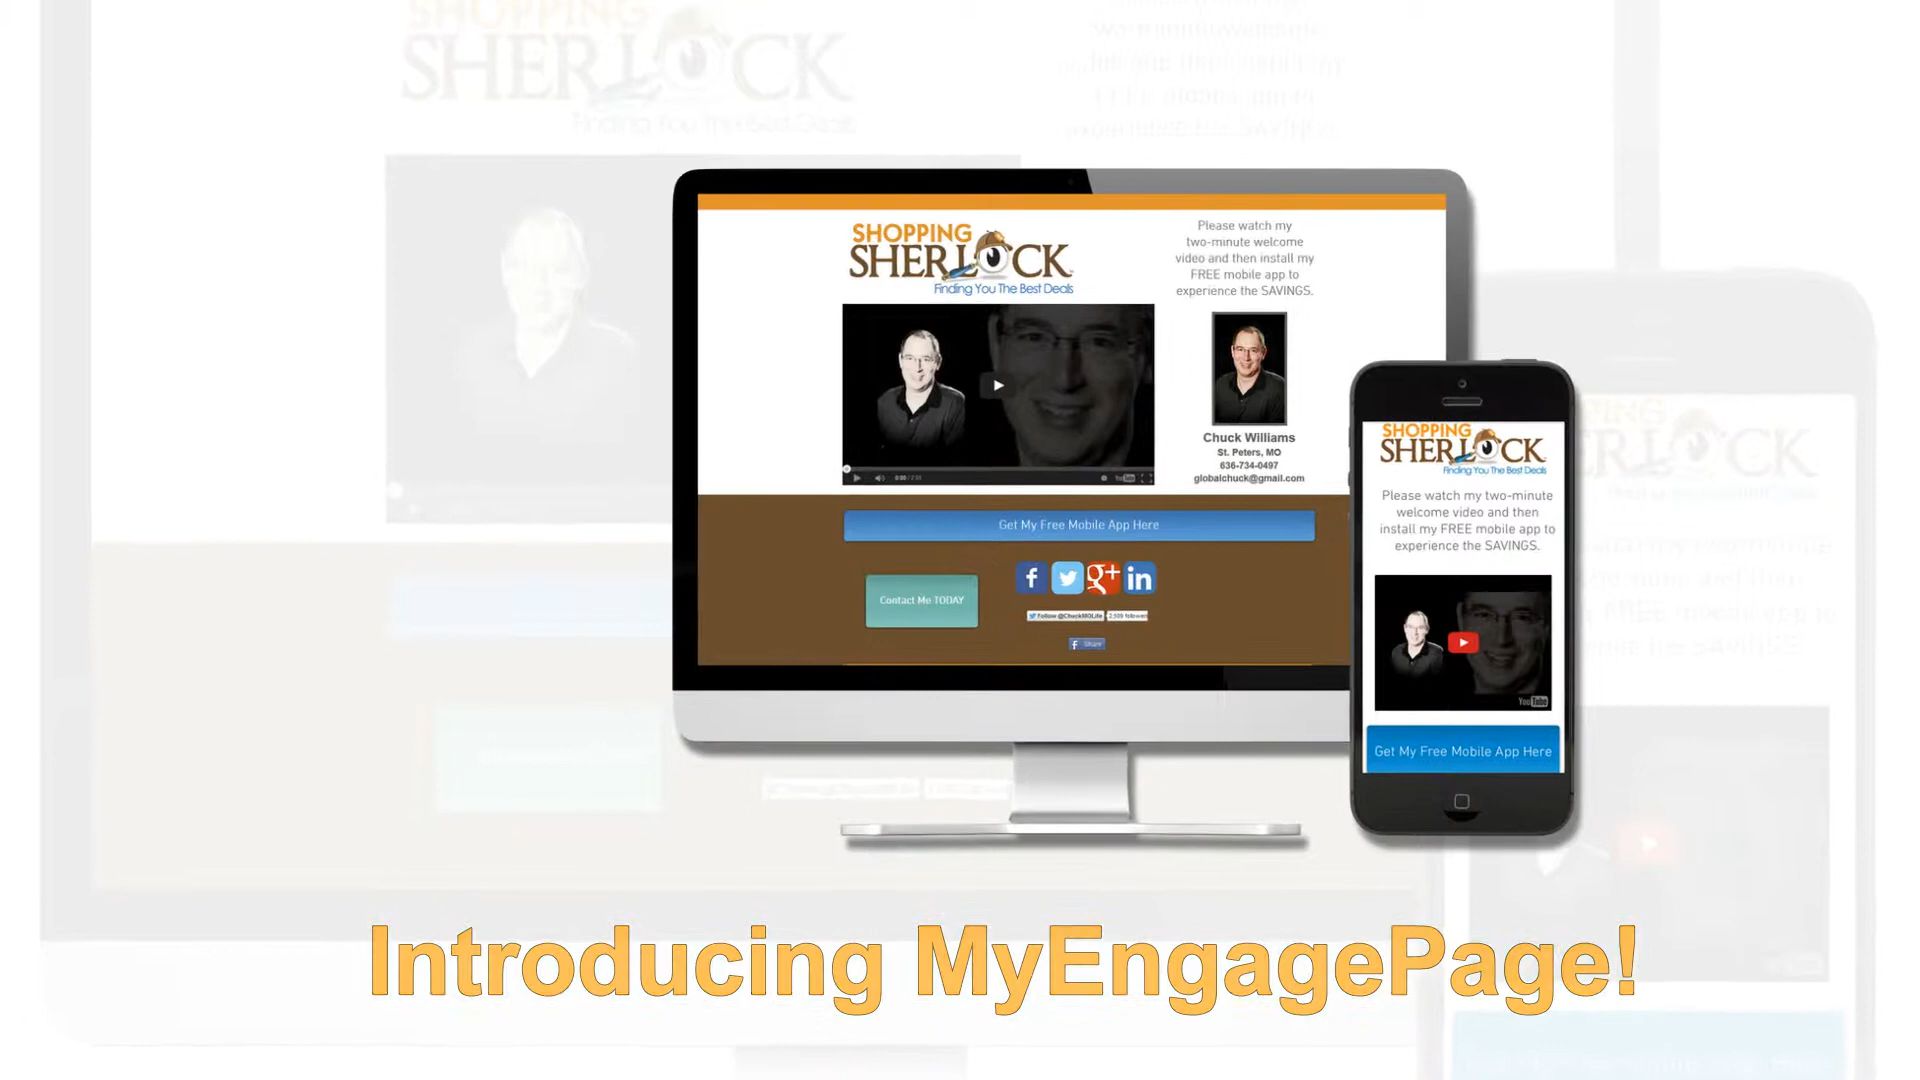 SHOPPING
SHERLOCK
Finding You The Best Deals
Please watch my
two-minute welcome
video and then install my
FREE mobile app to
experience the SAVINGS.
Chuck Williams
St. Peters, MO
636-734-0497
globalchuck@gmail.com
Get My Free Mobile App Here
Contact Me TODAY
Follow @ChuckMOLife
Share
SHOPPING
SHERLOCK
Finding You The Best Deals
Please watch my two-minute
welcome video and then
install my FREE mobile app to
experience the SAVINGS.
YouTube
Get My Free Mobile App Here
Introducing MyEngagePage!